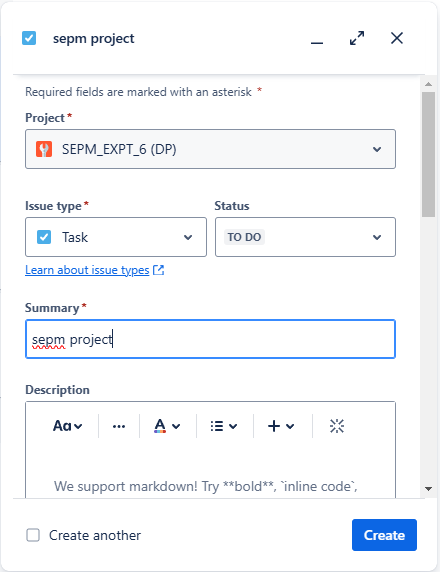 sepm project
Required fields are marked with an asterisk *
Project*
SEPM_EXPT_6 (DP)
Issue type* Status
Task TO DO
Learn about issue types
Summary*
sepm project
Description
Aa ... A
We support markdown! Try **bold**, `inline code`,
Create another Create